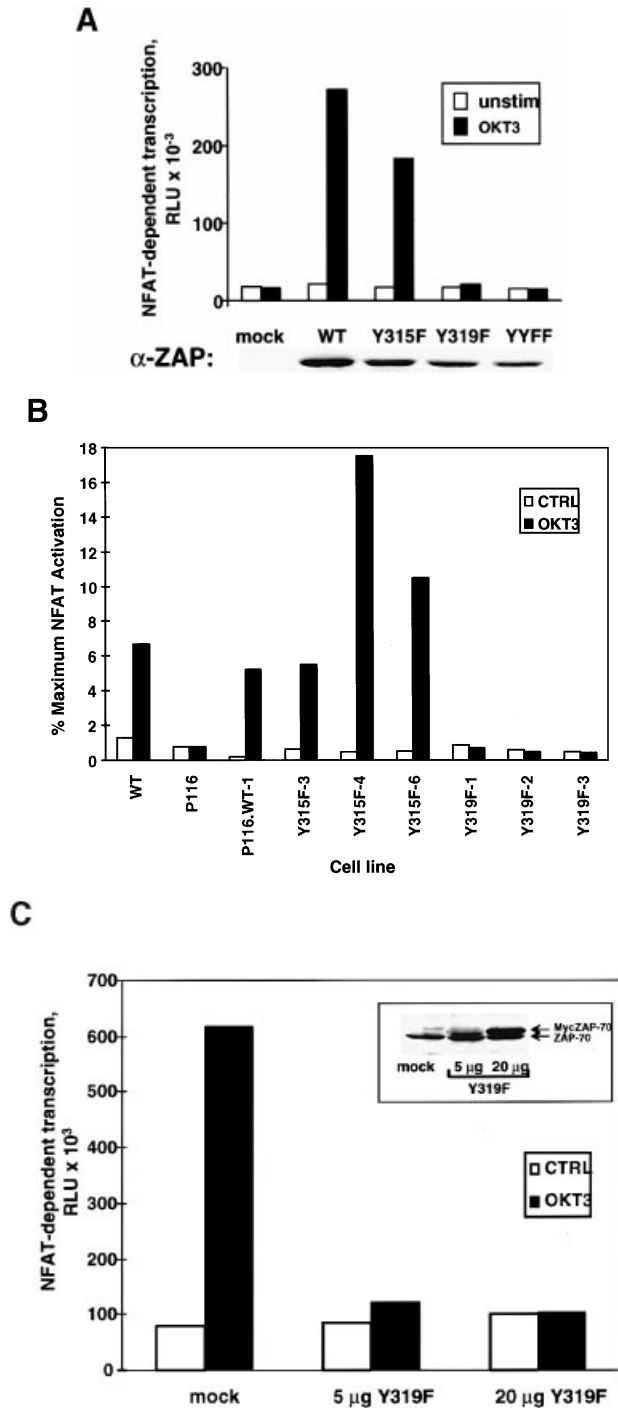 A
NFAT-dependent transcription,
RLU x 10⁻³
300
200
100
0
unstim
OKT3
mock WT Y315F Y319F YYFF
α-ZAP:
B
% Maximum NFAT Activation
18
16
14
12
10
8
6
4
2
0
CTRL
OKT3
WT
P116
P116.WT-1
Y315F-3
Y315F-4
Y315F-6
Y319F-1
Y319F-2
Y319F-3
Cell line
C
NFAT-dependent transcription,
RLU x 10³
700
600
500
400
300
200
100
0
MycZAP-70
ZAP-70
mock 5 μg 20 μg
Y319F
CTRL
OKT3
mock 5 μg Y319F 20 μg Y319F